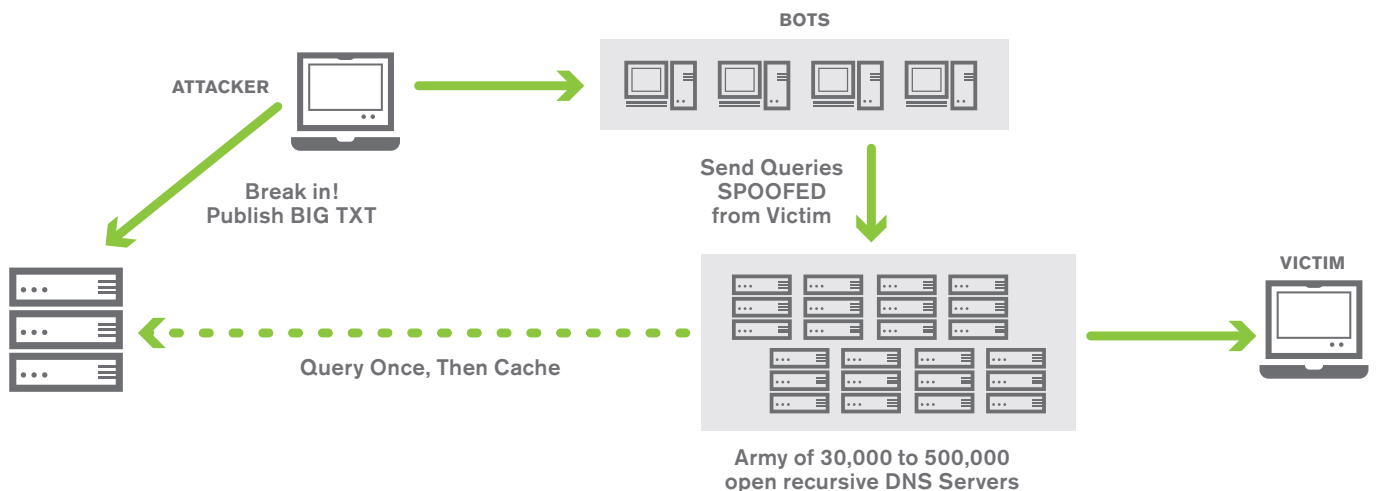 BOTS
ATTACKER
Break in!
Publish BIG TXT
Send Queries
SPOOFED
from Victim
VICTIM
Query Once, Then Cache
Army of 30,000 to 500,000
open recursive DNS Servers